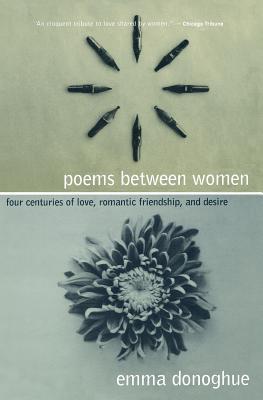 "An eloquent tribute to love shared by women." — Chicago Tribune
poems between women
four centuries of love, romantic friendship, and desire
emma donoghue